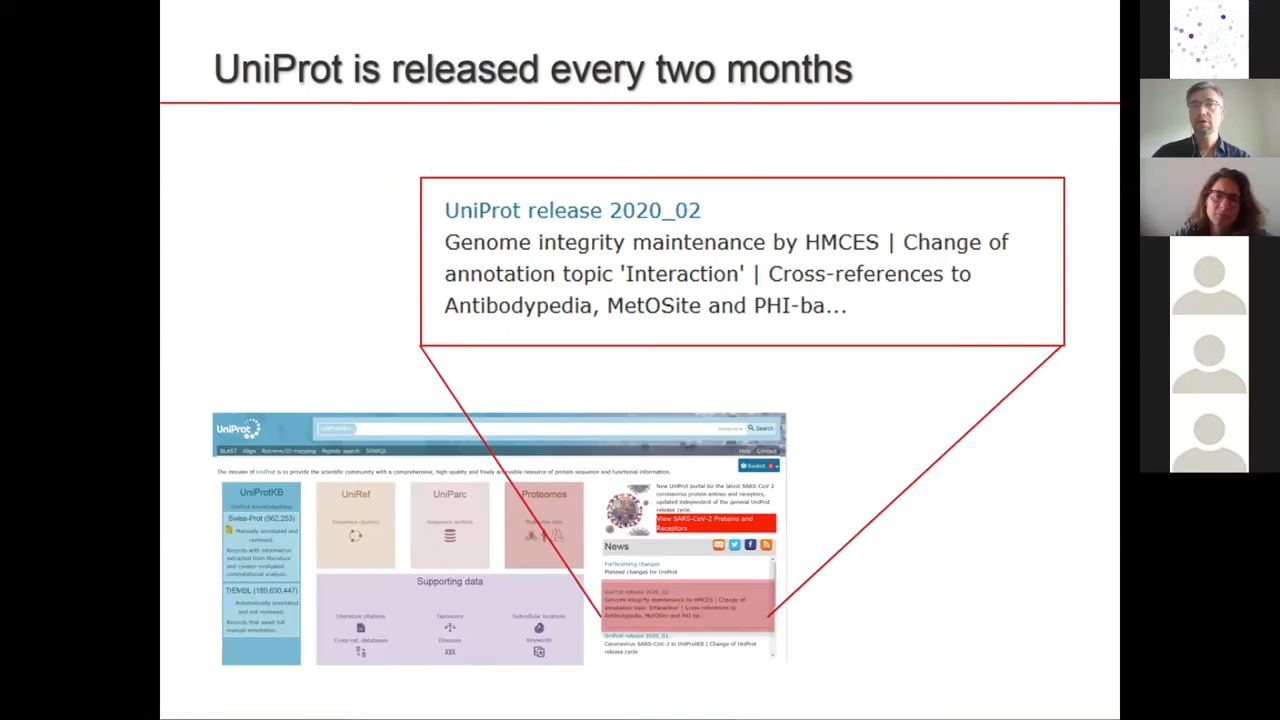 UniProt is released every two months
UniProt release 2020_02
Genome integrity maintenance by HMCES | Change of
annotation topic 'Interaction' | Cross-references to
Antibodypedia, MetOSite and PHI-ba...
UniProt
UniProtKB
Advanced
Search
BLAST Align Retrieve/ID mapping Peptide search SPARQL
Help Contact
The mission of UniProt is to provide the scientific community with a comprehensive, high-quality and freely accessible resource of protein sequence and functional information.
Basket
UniProtKB
UniProt Knowledgebase
Swiss-Prot (562,253)
Manually annotated and
reviewed.
Records with information
extracted from literature
and curator-evaluated
computational analysis.
TrEMBL (180,690,447)
Automatically annotated
and not reviewed.
Records that await full
manual annotation.
UniRef
Sequence clusters
UniParc
Sequence archive
Proteomes
Proteome sets
Supporting data
Literature citations
Taxonomy
Subcellular locations
Cross-ref. databases
Diseases
Keywords
New UniProt portal for the latest SARS-CoV-2
coronavirus protein entries and receptors,
updated independent of the general UniProt
release cycle.
View SARS-CoV-2 Proteins and
Receptors
News
Forthcoming changes
Planned changes for UniProt
UniProt release 2020_02
Genome integrity maintenance by HMCES | Change of
annotation topic 'Interaction' | Cross-references to
Antibodypedia, MetOSite and PHI-ba...
UniProt release 2020_01
Coronavirus SARS-CoV-2 in UniProtKB | Change of UniProt
release cycle